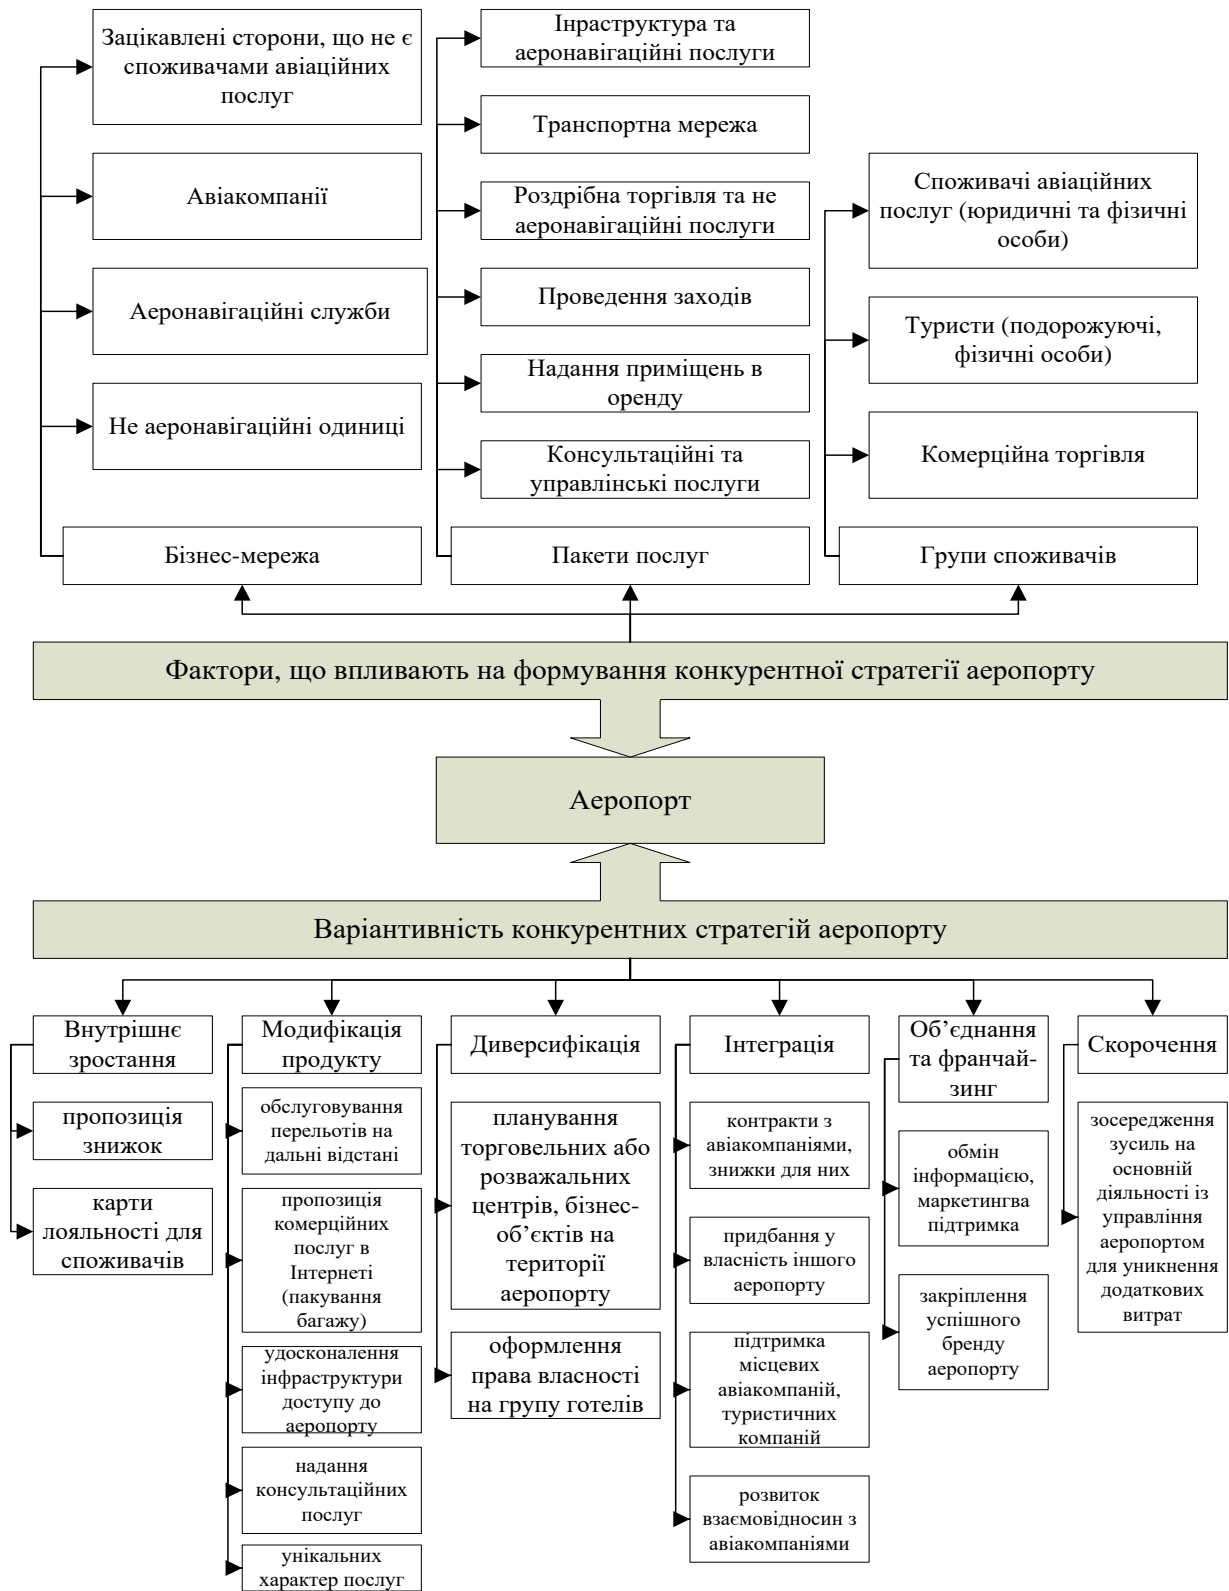 Зацікавлені сторони, що не є
споживачами авіаційних
послуг
Авіакомпанії
Аеронавігаційні служби
Не аеронавігаційні одиниці
Бізнес-мережа
Інраструктура та
аеронавігаційні послуги
Транспортна мережа
Роздрібна торгівля та не
аеронавігаційні послуги
Проведення заходів
Надання приміщень в
оренду
Консультаційні та
управлінські послуги
Пакети послуг
Споживачі авіаційних
послуг (юридичні та фізичні
особи)
Туристи (подорожуючі,
фізичні особи)
Комерційна торгівля
Групи споживачів
Фактори, що впливають на формування конкурентної стратегії аеропорту
Аеропорт
Варіантивність конкурентних стратегій аеропорту
Внутрішнє
зростання
пропозиція
знижок
карти
лояльності для
споживачів
Модифікація
продукту
обслуговування
перельотів на
дальні відстані
пропозиція
комерційних
послуг в
Інтернеті
(пакування
багажу)
удосконалення
інфраструктури
доступу до
аеропорту
надання
консультаційних
послуг
унікальних
характер послуг
Диверсифікація
планування
торговельних або
розважальних
центрів, бізнес-
об’єктів на
території
аеропорту
оформлення
права власності
на групу готелів
Інтеграція
контракти з
авіакомпаніями,
знижки для них
придбання у
власність іншого
аеропорту
підтримка
місцевих
авіакомпаній,
туристичних
компаній
розвиток
взаємовідносин з
авіакомпаніями
Об’єднання
та франчай-
зинг
обмін
інформацією,
маркетингва
підтримка
закріплення
успішного
бренду
аеропорту
Скорочення
зосередження
зусиль на
основній
діяльності із
управління
аеропортом
для уникнення
додаткових
витрат